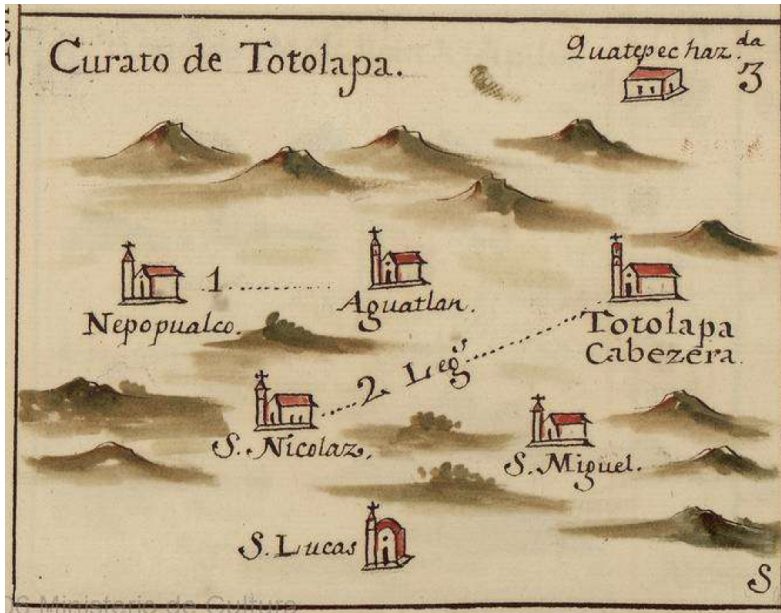 Curato de Totolapa.
Quatepec haz.da
3
Nepopualco.
1
Aguatlan.
Totolapa
Cabezera.
2 Legs
S. Nicolaz.
S. Miguel.
S. Lucas
S
Ministerio de Cultura